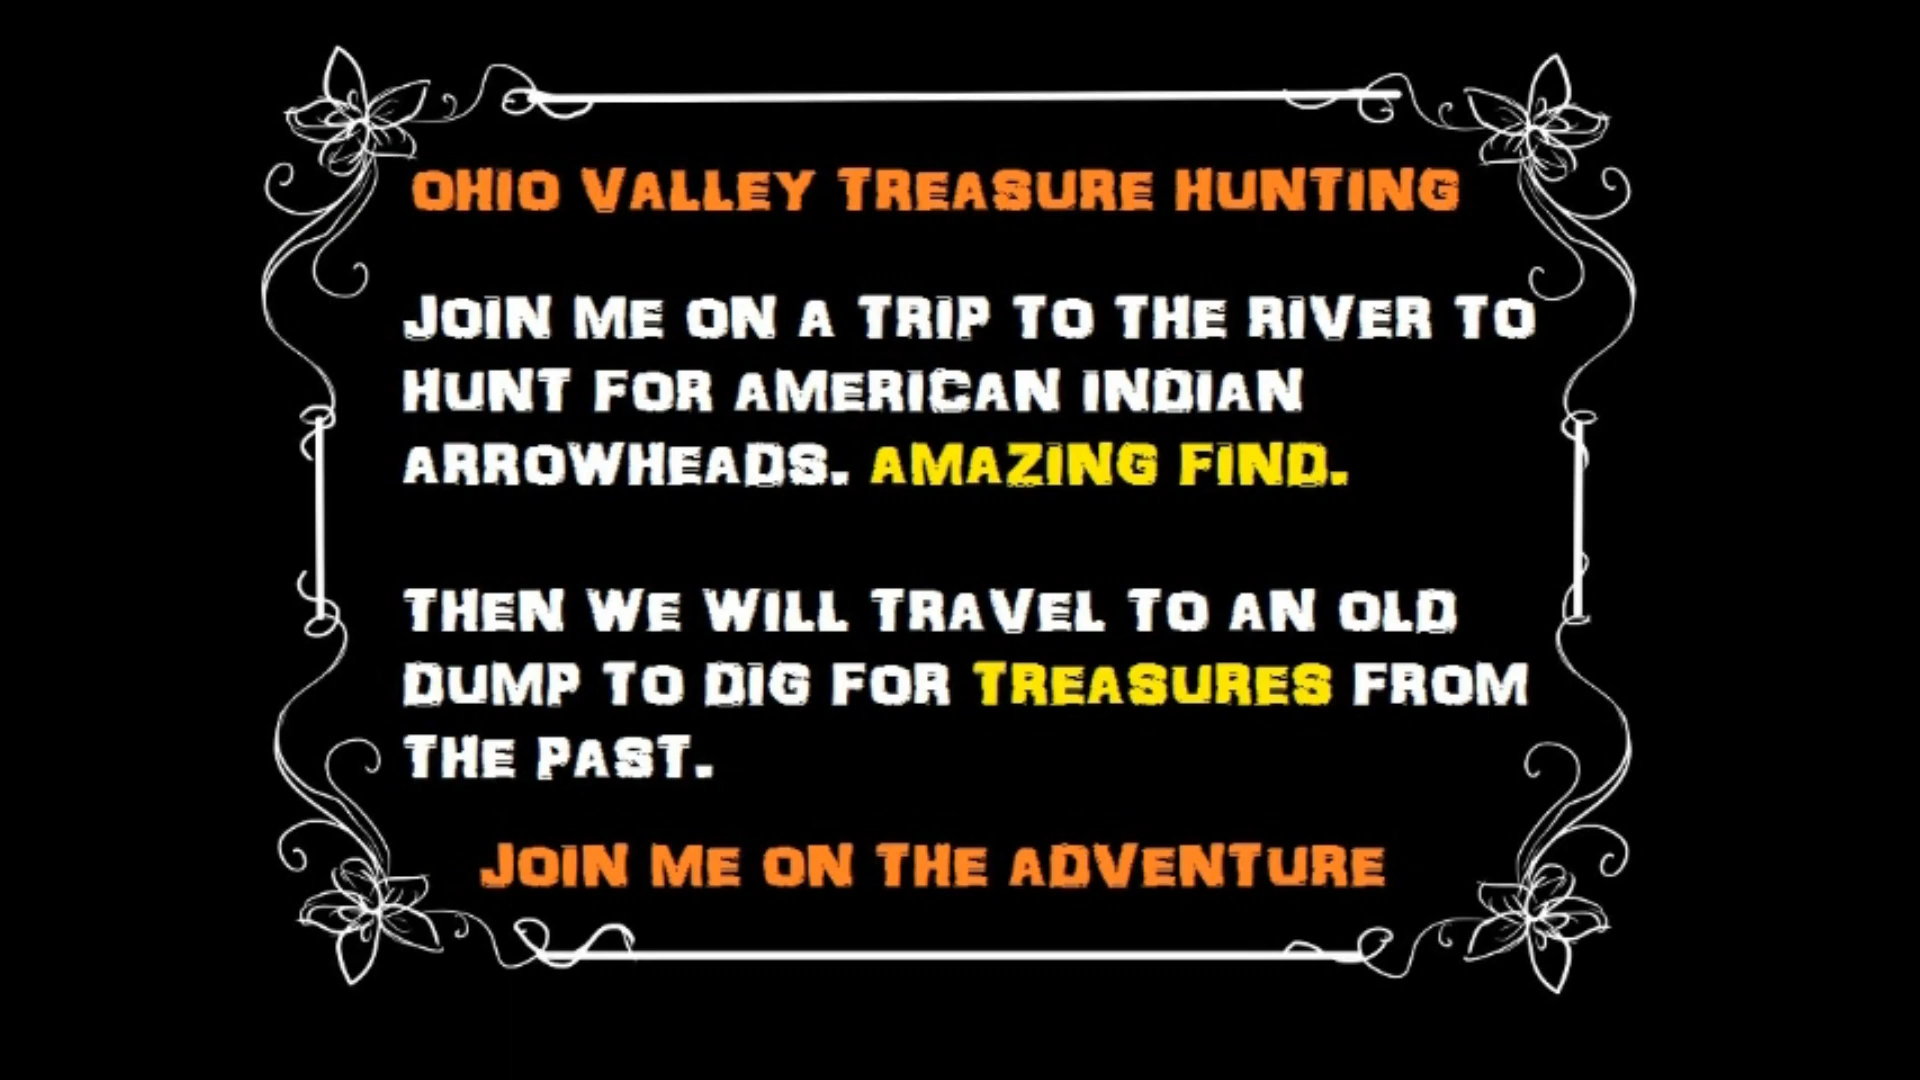 OHIO VALLEY TREASURE HUNTING
JOIN ME ON A TRIP TO THE RIVER TO
HUNT FOR AMERICAN INDIAN
ARROWHEADS. AMAZING FIND.
THEN WE WILL TRAVEL TO AN OLD
DUMP TO DIG FOR TREASURES FROM
THE PAST.
JOIN ME ON THE ADVENTURE